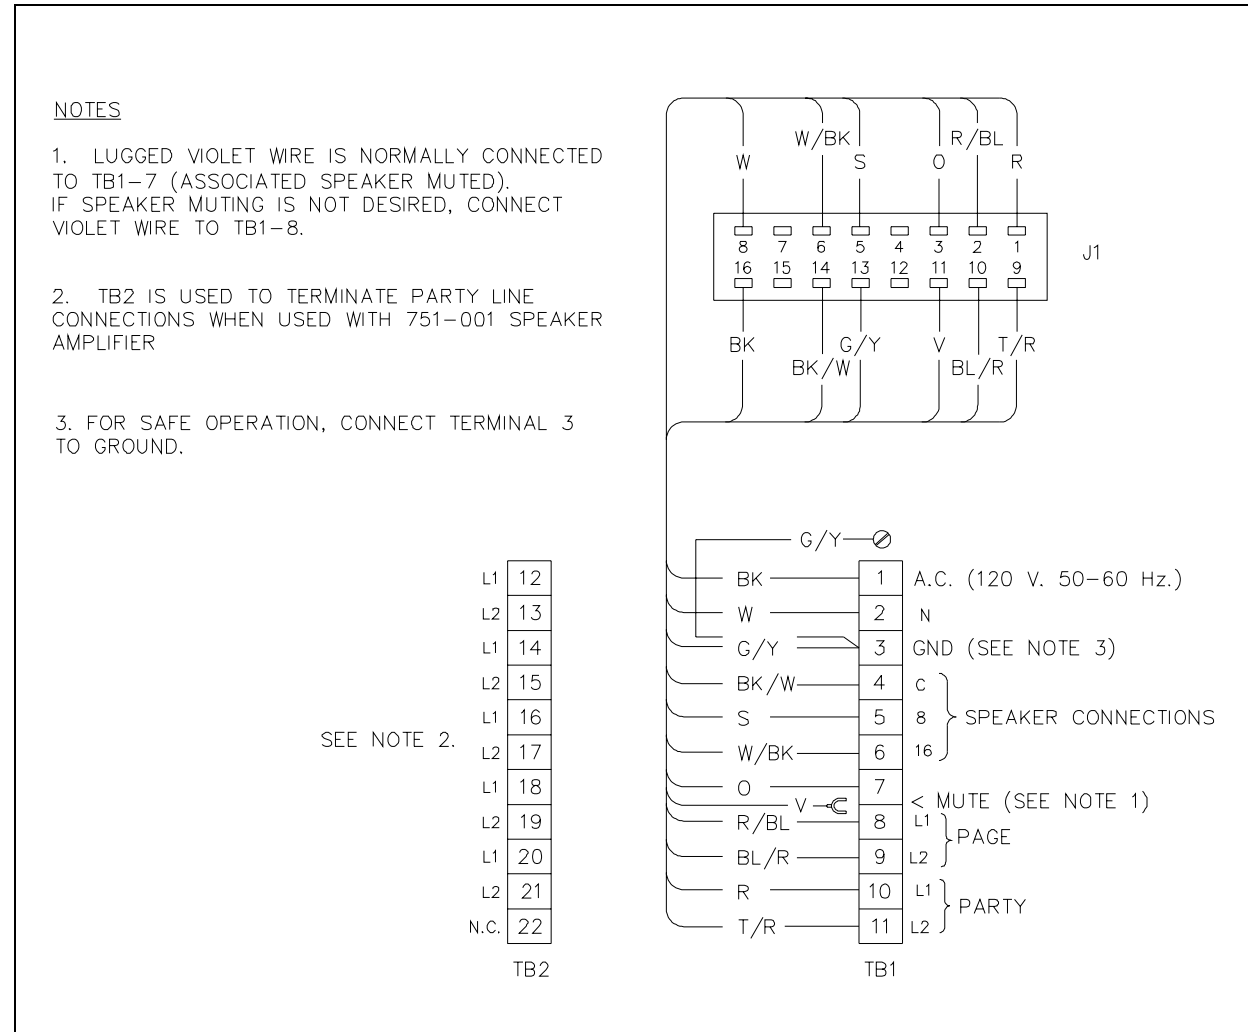 NOTES
1. LUGGED VIOLET WIRE IS NORMALLY CONNECTED
TO TB1-7 (ASSOCIATED SPEAKER MUTED).
IF SPEAKER MUTING IS NOT DESIRED, CONNECT
VIOLET WIRE TO TB1-8.
2. TB2 IS USED TO TERMINATE PARTY LINE
CONNECTIONS WHEN USED WITH 751-001 SPEAKER
AMPLIFIER
3. FOR SAFE OPERATION, CONNECT TERMINAL 3
TO GROUND.
W/BK R/BL
W S O R
8 7 6 5 4 3 2 1
16 15 14 13 12 11 10 9
J1
BK G/Y V T/R
BK/W BL/R
SEE NOTE 2.
L1 12
L2 13
L1 14
L2 15
L1 16
L2 17
L1 18
L2 19
L1 20
L2 21
N.C. 22
TB2
G/Y
BK 1 A.C. (120 V. 50-60 Hz.)
W 2 N
G/Y 3 GND (SEE NOTE 3)
BK/W 4 C
S 5 8 SPEAKER CONNECTIONS
W/BK 6 16
O 7
V < MUTE (SEE NOTE 1)
R/BL 8 L1
PAGE
BL/R 9 L2
R 10 L1
PARTY
T/R 11 L2
TB1